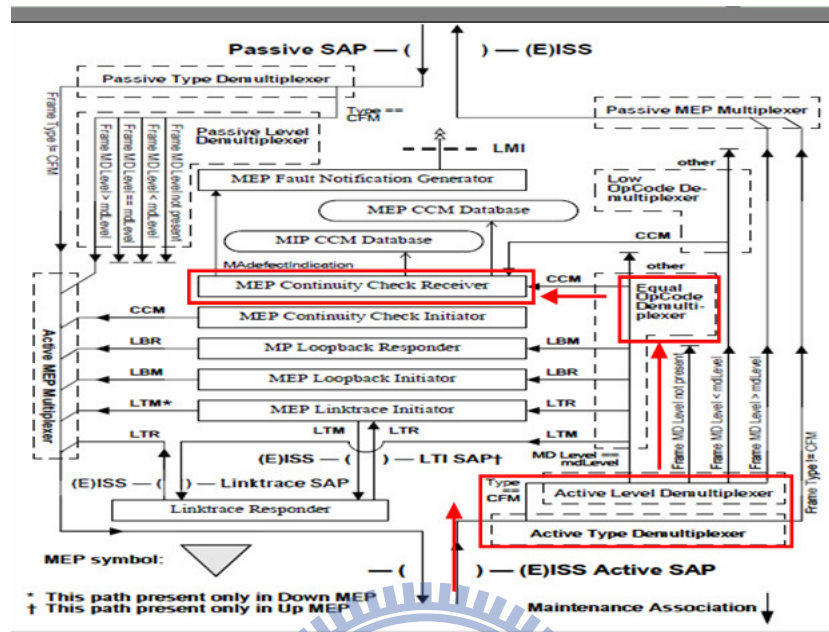 Passive SAP — ( ) — (E)ISS
Passive Type Demultiplexer
Type ==
CFM
Passive MEP Multiplexer
Frame Type != CFM
Passive Level
Demultiplexer
Frame MD Level > mdLevel
Frame MD Level == mdLevel
Frame MD Level < mdLevel
Frame MD Level not present
LMI
other
MEP Fault Notification Generator
Low
OpCode De-
multiplexer
MEP CCM Database
MIP CCM Database
CCM
MAdefectIndication
other
MEP Continuity Check Receiver
CCM
Equal
OpCode
Demulti-
plexer
CCM
MEP Continuity Check Initiator
LBR
MP Loopback Responder
LBM
LBM
MEP Loopback Initiator
LBR
LTM*
MEP Linktrace Initiator
LTR
LTR
LTM
LTR
LTM
Active MEP Multiplexer
Frame MD Level not present
Frame MD Level < mdLevel
Frame MD Level > mdLevel
Frame Type != CFM
(E)ISS — ( ) — LTI SAP†
MD Level ==
mdLevel
(E)ISS — ( ) — Linktrace SAP
Type
==
CFM
Active Level Demultiplexer
Linktrace Responder
Active Type Demultiplexer
MEP symbol:
— ( ) — (E)ISS Active SAP
* This path present only in Down MEP
† This path present only in Up MEP
Maintenance Association